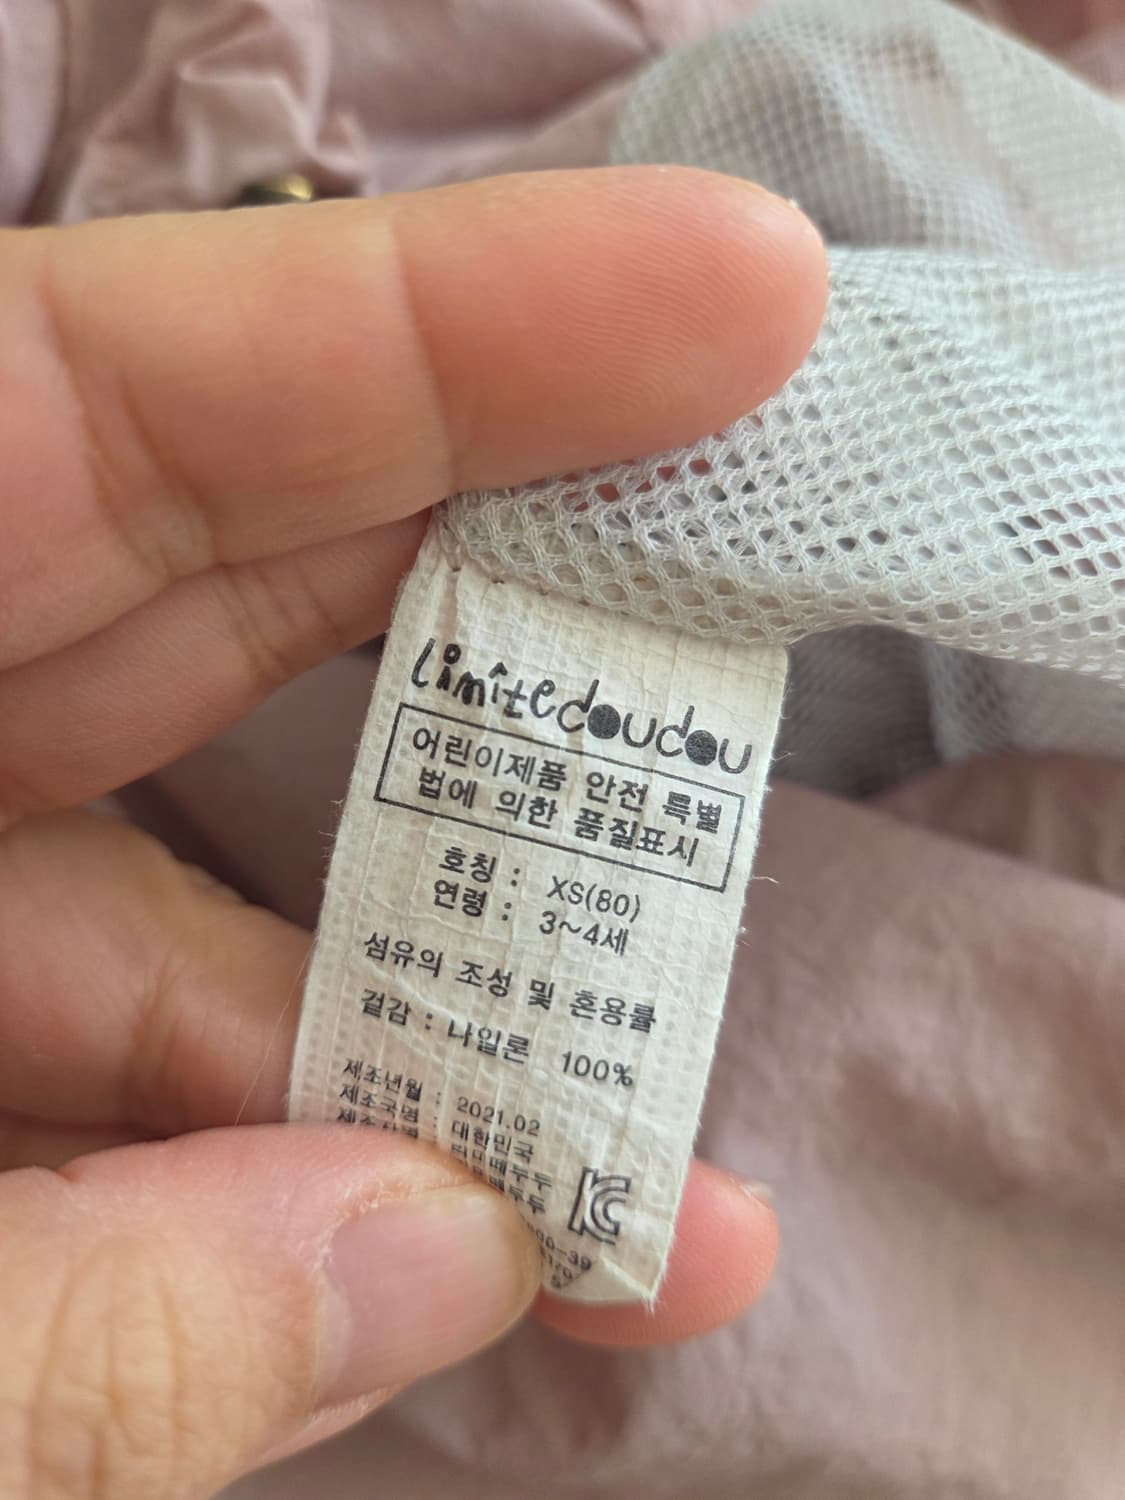 limitedoudou
어린이제품 안전 특별
법에 의한 품질표시
호칭 : XS(80)
연령 : 3~4세
섬유의 조성 및 혼용률
겉감 : 나일론 100%
제조년월 : 2021.02
제조국명 : 대한민국
00-39